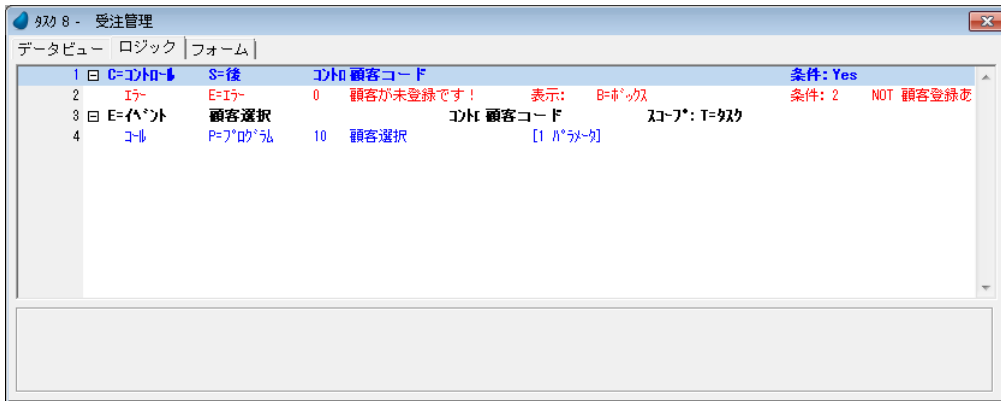 ﾀｽｸ 8 - 受注管理
データビュー ロジック フォーム
1 C=ｺﾝﾄﾛｰﾙ S=後 ｺﾝﾄﾛ 顧客コード 条件: Yes
2 ｴﾗｰ E=ｴﾗｰ 0 顧客が未登録です！ 表示: B=ﾎﾞｯｸｽ 条件: 2 NOT 顧客登録あ
3 E=ｲﾍﾞﾝﾄ 顧客選択 ｺﾝﾄﾛ 顧客コード ｽｺｰﾌﾟ: T=ﾀｽｸ
4 ｺｰﾙ P=ﾌﾟﾛｸﾞﾗﾑ 10 顧客選択 [1 ﾊﾟﾗﾒｰﾀ]